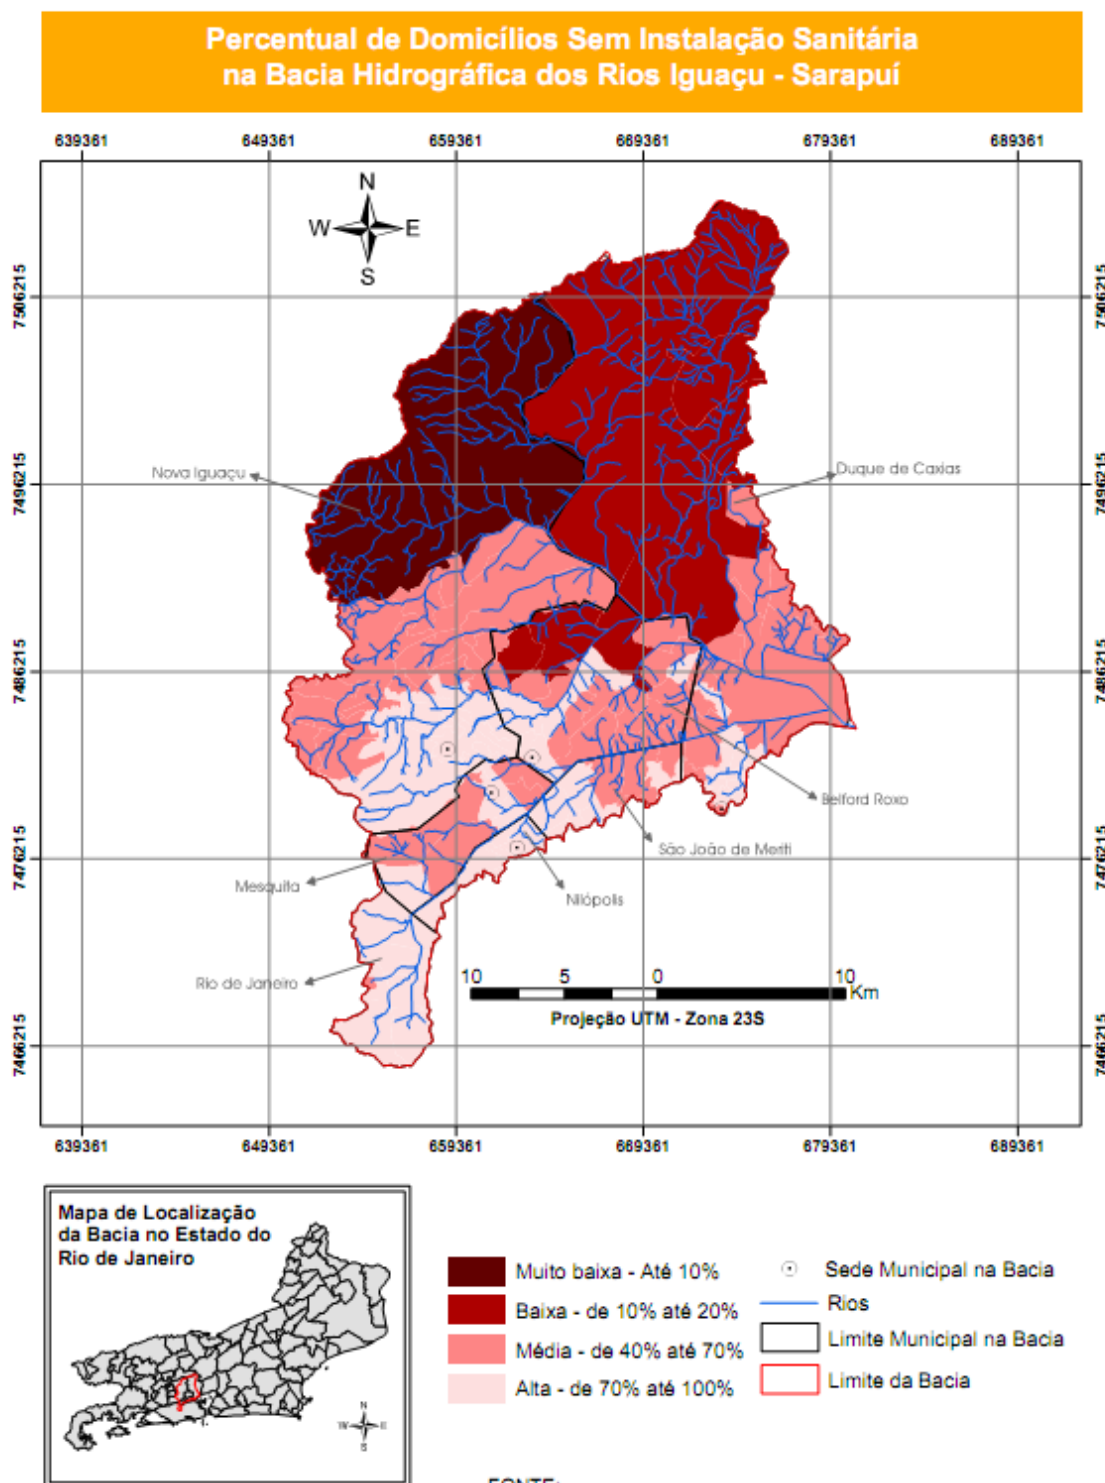 Percentual de Domicílios Sem Instalação Sanitária
na Bacia Hidrográfica dos Rios Iguaçu - Sarapuí
639361
649361
659361
669361
679361
689361
N
W
E
S
7506215
7506215
Nova Iguaçu
Duque de Caxias
7496215
7496215
7486215
7486215
Belford Roxo
São João de Meriti
7476215
7476215
Mesquita
Nilópolis
Rio de Janeiro
10
5
0
10
Km
Projeção UTM - Zona 23S
7466215
7466215
639361
649361
659361
669361
679361
689361
Mapa de Localização
da Bacia no Estado do
Rio de Janeiro
N
W
E
S
Muito baixa - Até 10%
Baixa - de 10% até 20%
Média - de 40% até 70%
Alta - de 70% até 100%
Sede Municipal na Bacia
Rios
Limite Municipal na Bacia
Limite da Bacia
FONTE: